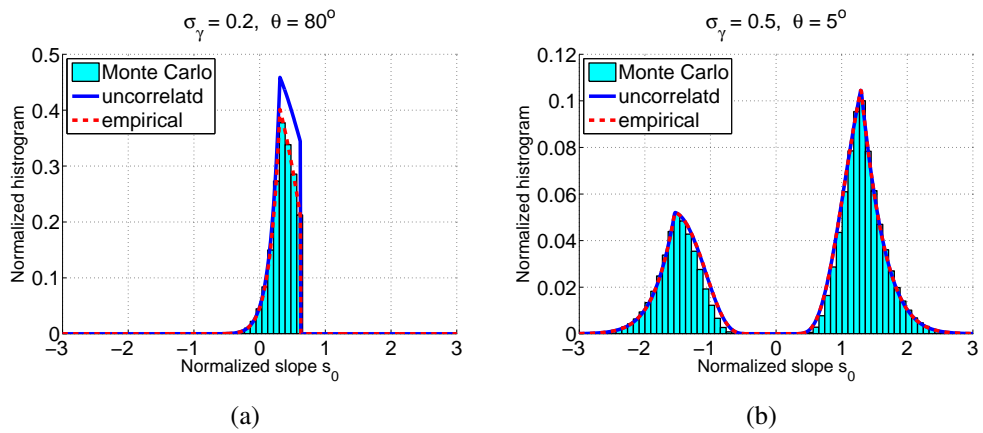 σγ = 0.2, θ = 80°
0.5
0.4
0.3
0.2
0.1
0
Normalized histrogram
Monte Carlo
uncorrelatd
empirical
−3 −2 −1 0 1 2 3
Normalized slope s0
(a)
σγ = 0.5, θ = 5°
0.12
0.1
0.08
0.06
0.04
0.02
0
Normalized histrogram
Monte Carlo
uncorrelatd
empirical
−3 −2 −1 0 1 2 3
Normalized slope s0
(b)